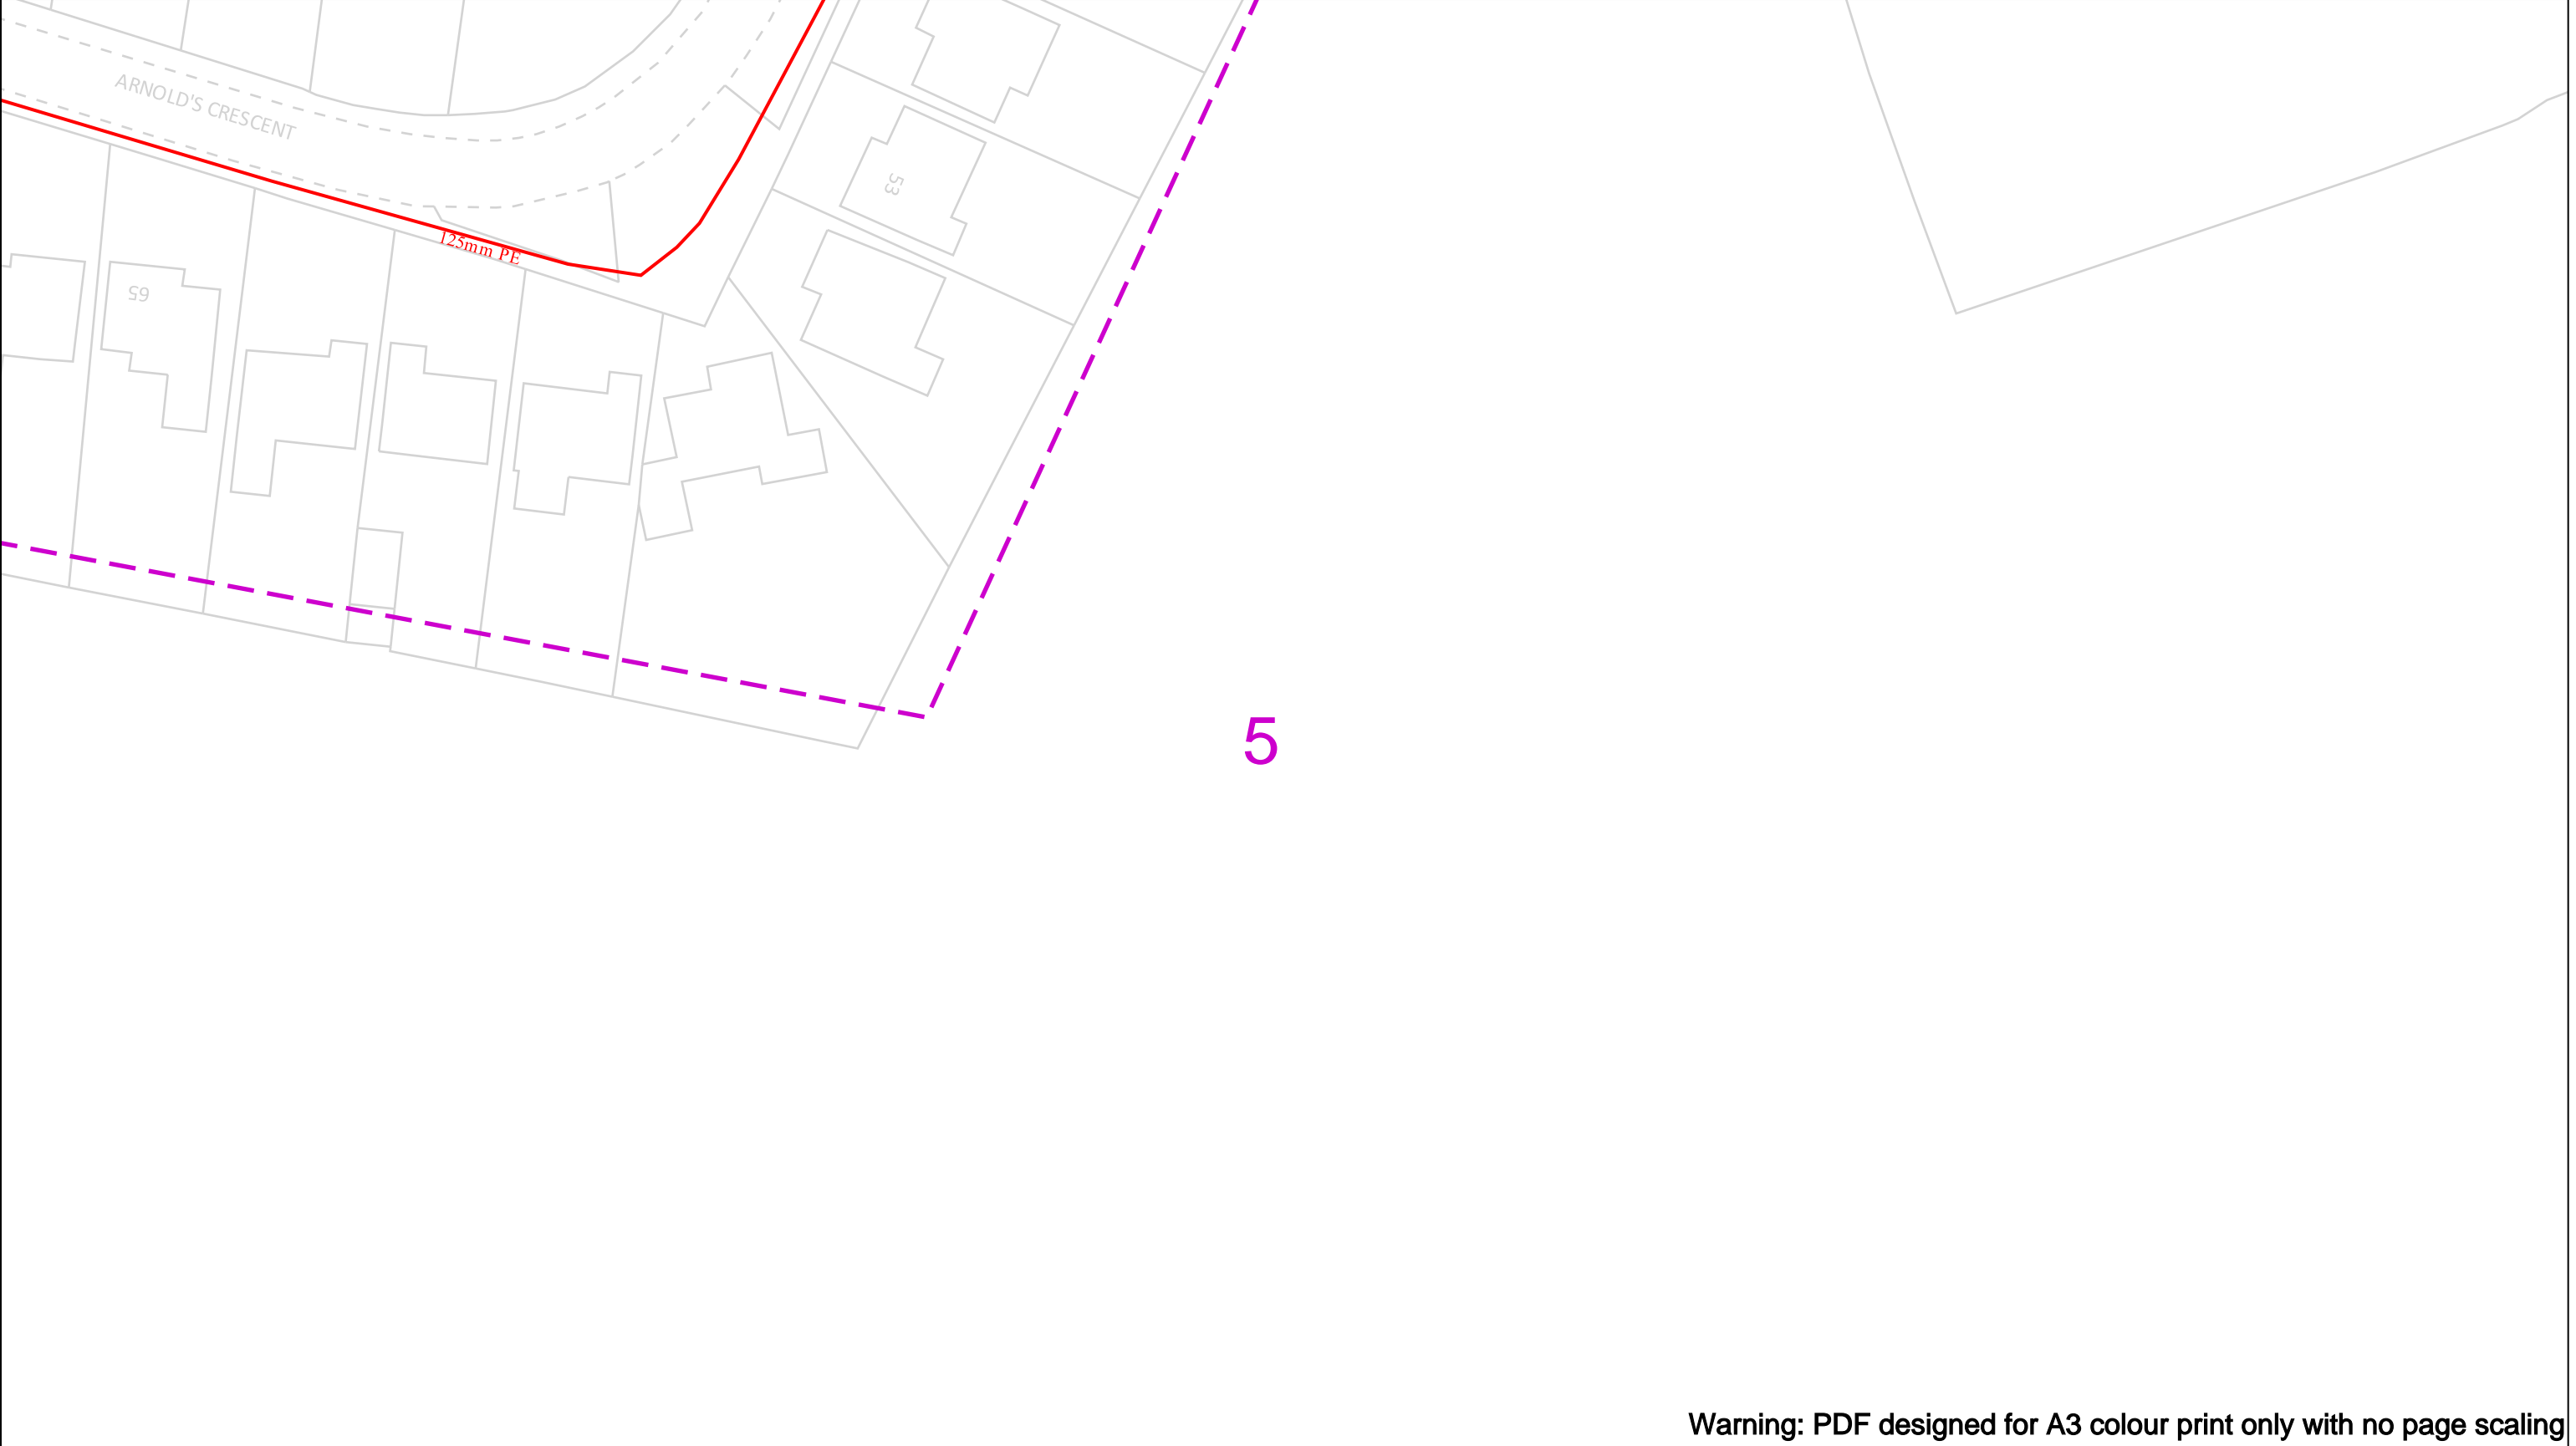 ARNOLD'S CRESCENT
53
125mm PE
65
5
Warning: PDF designed for A3 colour print only with no page scaling